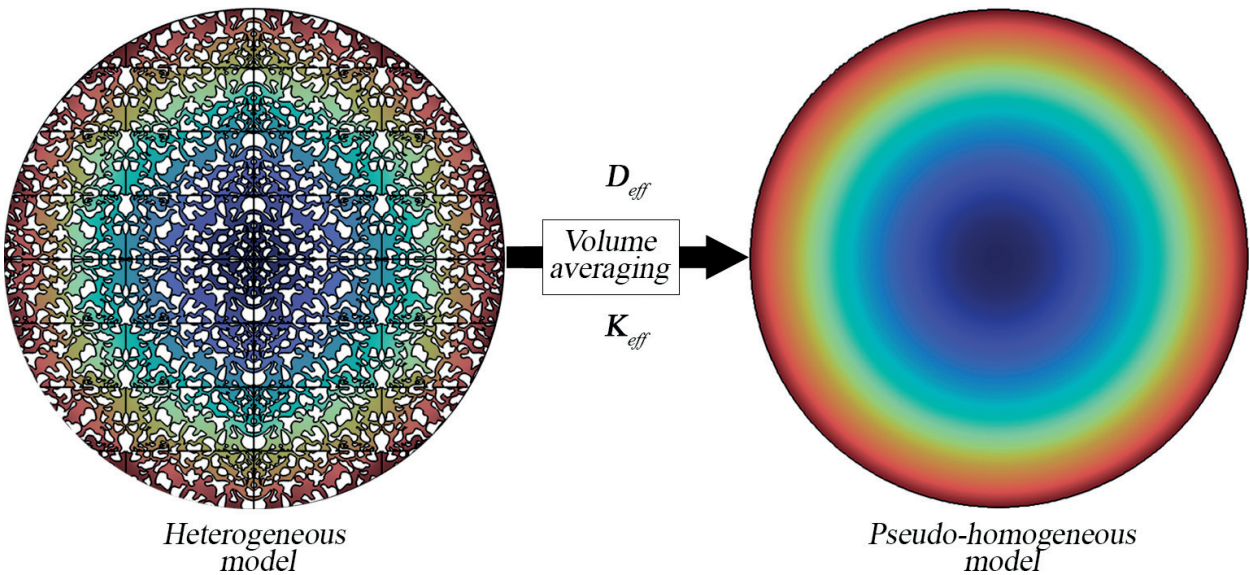 D_eff
Volume
averaging
K_eff
Heterogeneous
model
Pseudo-homogeneous
model